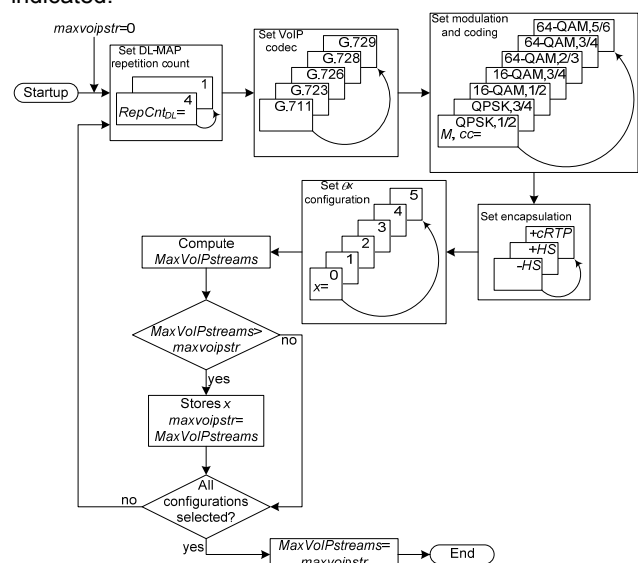 indicated.
maxvoipstr=0
Startup
Set DL-MAP
repetition count
1
4
RepCntDL=
Set VoIP
codec
G.729
G.728
G.726
G.723
G.711
Set modulation
and coding
64-QAM,5/6
64-QAM,3/4
64-QAM,2/3
16-QAM,3/4
16-QAM,1/2
QPSK,3/4
QPSK,1/2
M, cc=
Set encapsulation
+cRTP
+HS
-HS
Set θx
configuration
5
4
3
2
1
0
x=
Compute
MaxVoIPstreams
MaxVoIPstreams>
maxvoipstr
no
yes
Stores x
maxvoipstr=
MaxVoIPstreams
All
configurations
selected?
no
yes
MaxVoIPstreams=
maxvoipstr
End